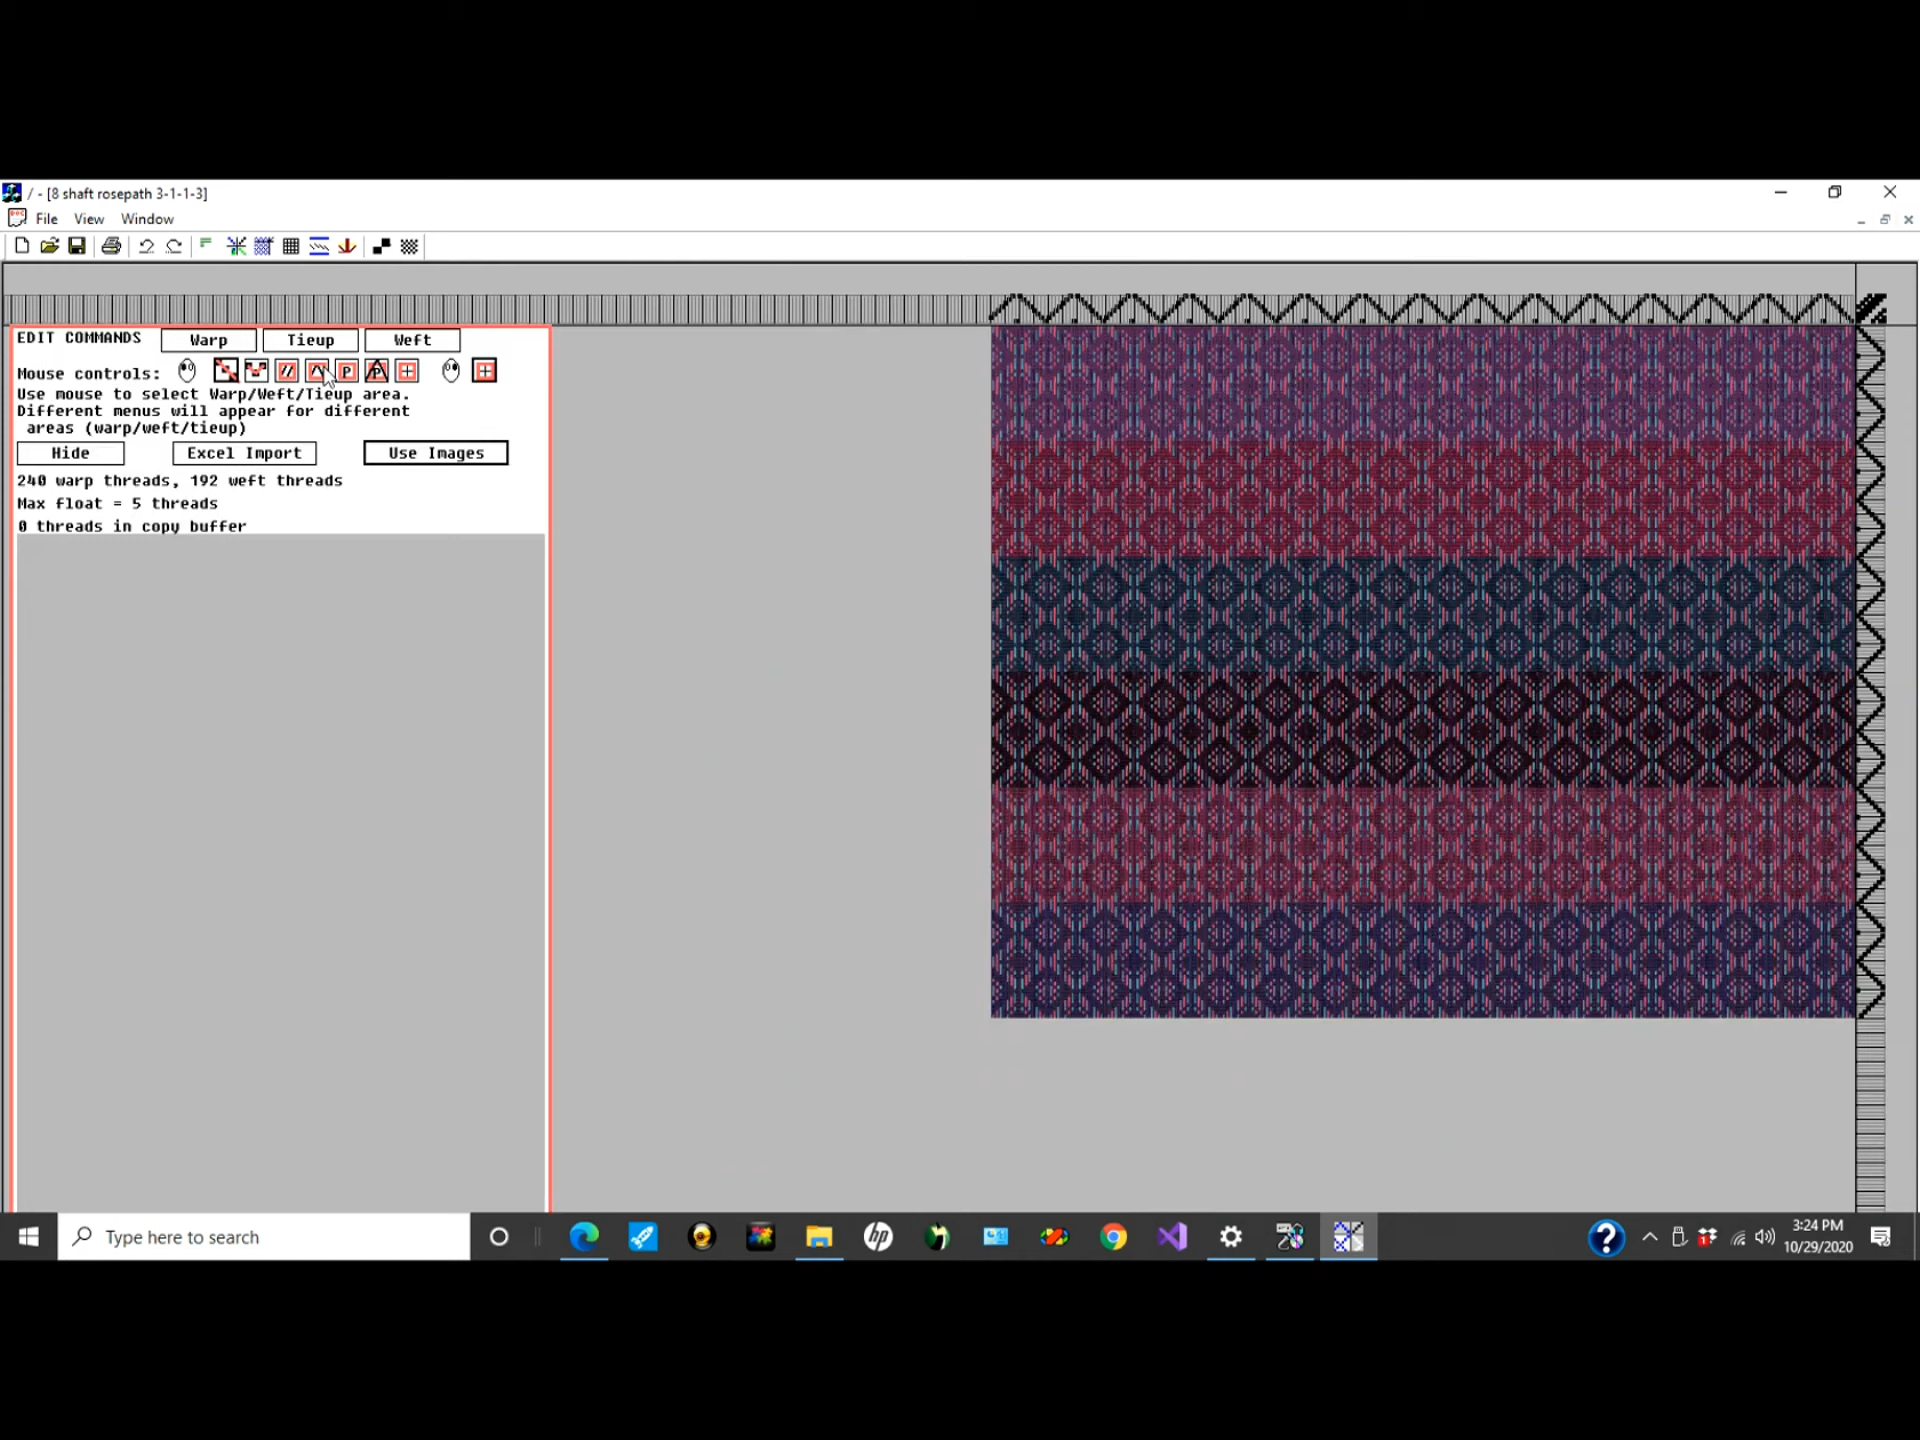 / - [8 shaft rosepath 3-1-1-3]
File View Window
EDIT COMMANDS Warp Tieup Weft
Mouse controls: P P
Use mouse to select Warp/Weft/Tieup area.
Different menus will appear for different
areas (warp/weft/tieup)
Hide Excel Import Use Images
240 warp threads, 192 weft threads
Max float = 5 threads
0 threads in copy buffer
Type here to search
hp
?
1
3:24 PM
10/29/2020